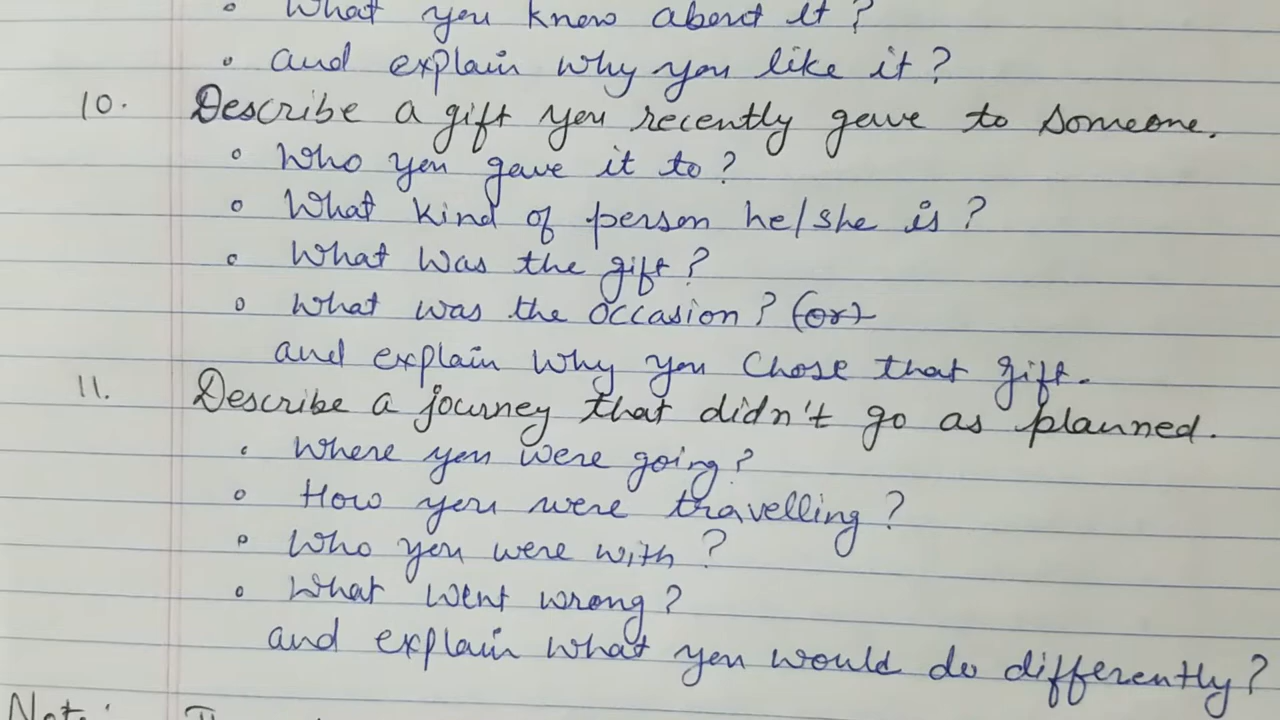 • What you know about it?
• and explain why you like it?
10. Describe a gift you recently gave to someone.
• Who you gave it to?
• What kind of person he/she is?
• What was the gift?
• What was the occasion? (or)
and explain why you chose that gift.
11. Describe a journey that didn't go as planned.
• Where you were going?
• How you were travelling?
• Who you were with?
• What went wrong?
and explain what you would do differently?
Note: